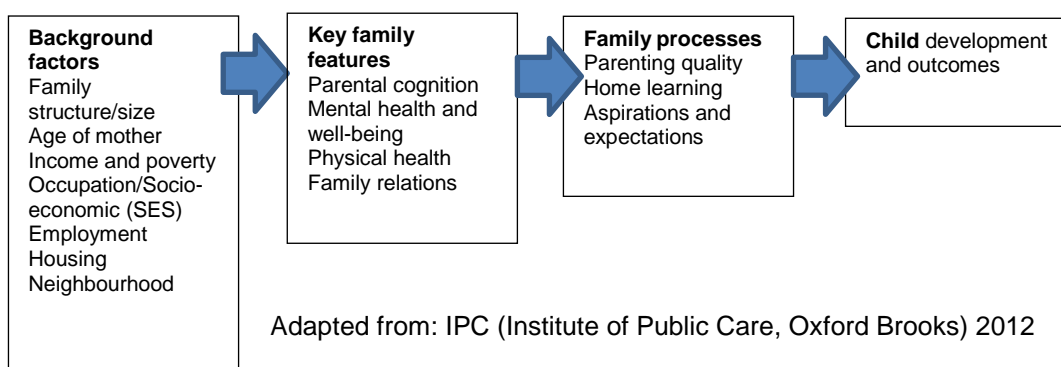 Background
factors
Family
structure/size
Age of mother
Income and poverty
Occupation/Socio-
economic (SES)
Employment
Housing
Neighbourhood
Key family
features
Parental cognition
Mental health and
well-being
Physical health
Family relations
Family processes
Parenting quality
Home learning
Aspirations and
expectations
Child development
and outcomes
Adapted from: IPC (Institute of Public Care, Oxford Brooks) 2012